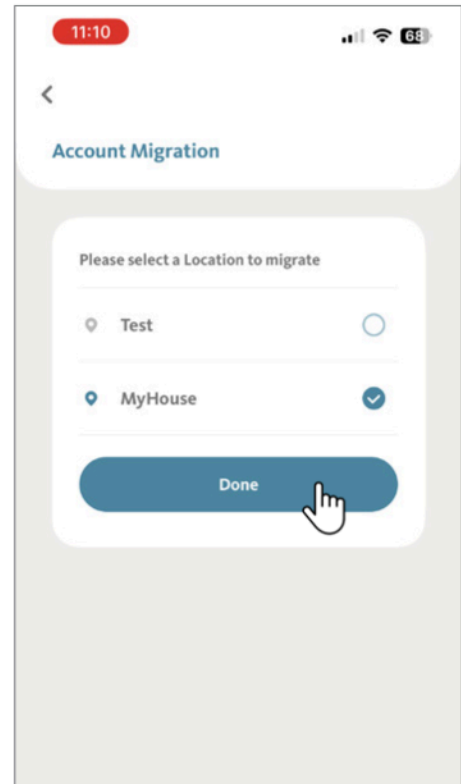 11:10 68
Account Migration
Please select a Location to migrate
Test
MyHouse
Done